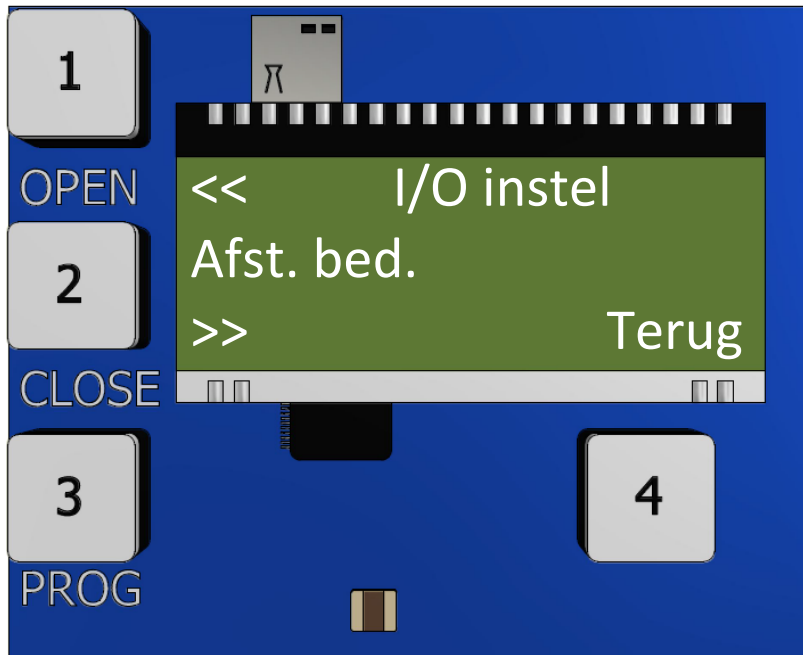 1
OPEN
<< I/O instel
Afst. bed.
>> Terug
2
CLOSE
3
PROG
4